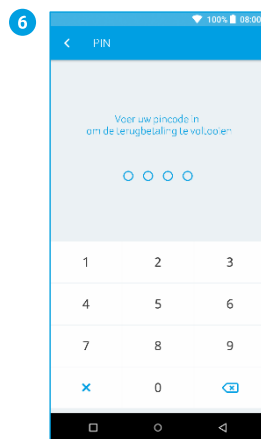 6
100% 08:00
PIN
Voer uw pincode in
om de terugbetaling te voltooien
1 2 3
4 5 6
7 8 9
0